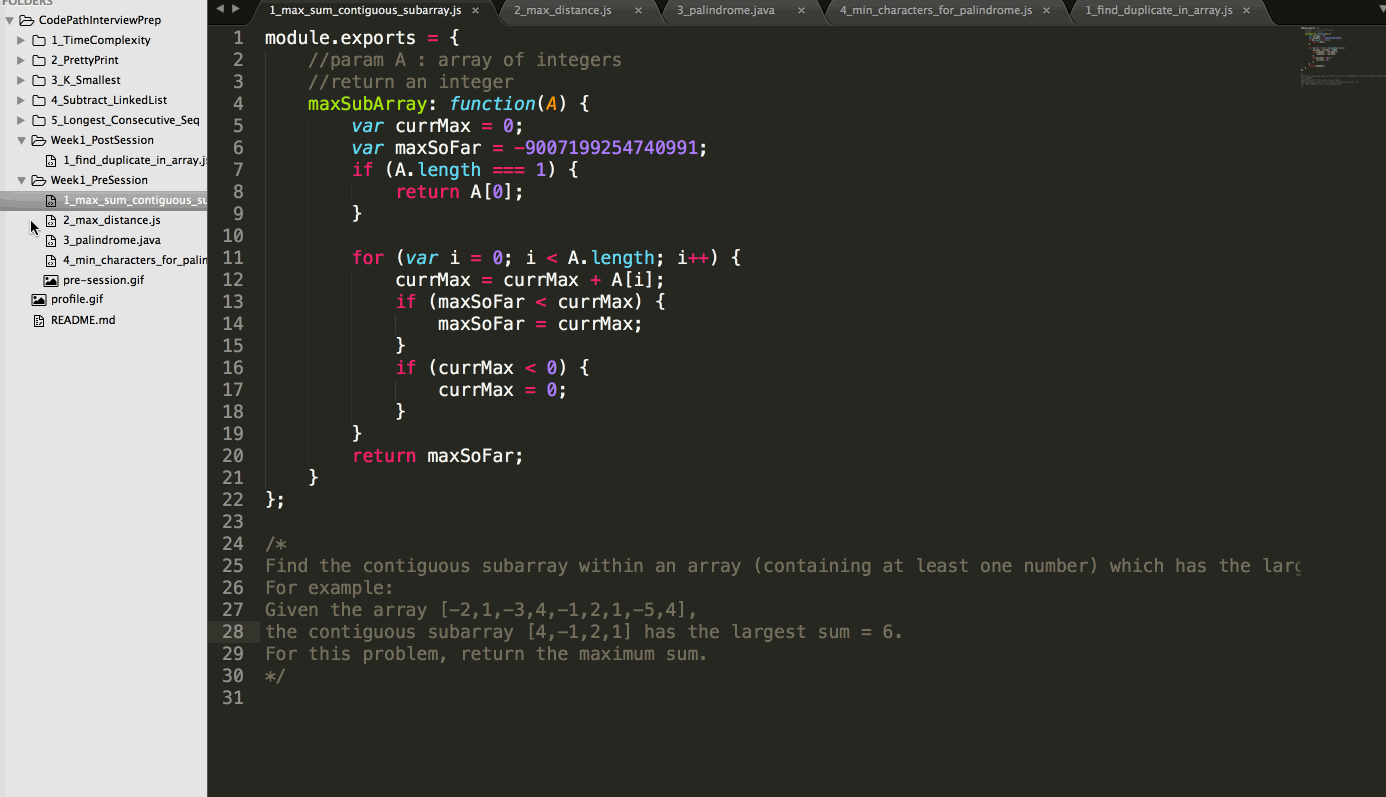 FOLDERS
CodePathInterviewPrep
1_TimeComplexity
2_PrettyPrint
3_K_Smallest
4_Subtract_LinkedList
5_Longest_Consecutive_Seq
Week1_PostSession
1_find_duplicate_in_array.js
Week1_PreSession
1_max_sum_contiguous_su
2_max_distance.js
3_palindrome.java
4_min_characters_for_palin
pre-session.gif
profile.gif
README.md
1_max_sum_contiguous_subarray.js × 2_max_distance.js × 3_palindrome.java × 4_min_characters_for_palindrome.js × 1_find_duplicate_in_array.js ×
1 module.exports = {
2 //param A : array of integers
3 //return an integer
4 maxSubArray: function(A) {
5 var currMax = 0;
6 var maxSoFar = -9007199254740991;
7 if (A.length === 1) {
8 return A[0];
9 }
10
11 for (var i = 0; i < A.length; i++) {
12 currMax = currMax + A[i];
13 if (maxSoFar < currMax) {
14 maxSoFar = currMax;
15 }
16 if (currMax < 0) {
17 currMax = 0;
18 }
19 }
20 return maxSoFar;
21 }
22 };
23
24 /*
25 Find the contiguous subarray within an array (containing at least one number) which has the larg
26 For example:
27 Given the array [-2,1,-3,4,-1,2,1,-5,4],
28 the contiguous subarray [4,-1,2,1] has the largest sum = 6.
29 For this problem, return the maximum sum.
30 */
31